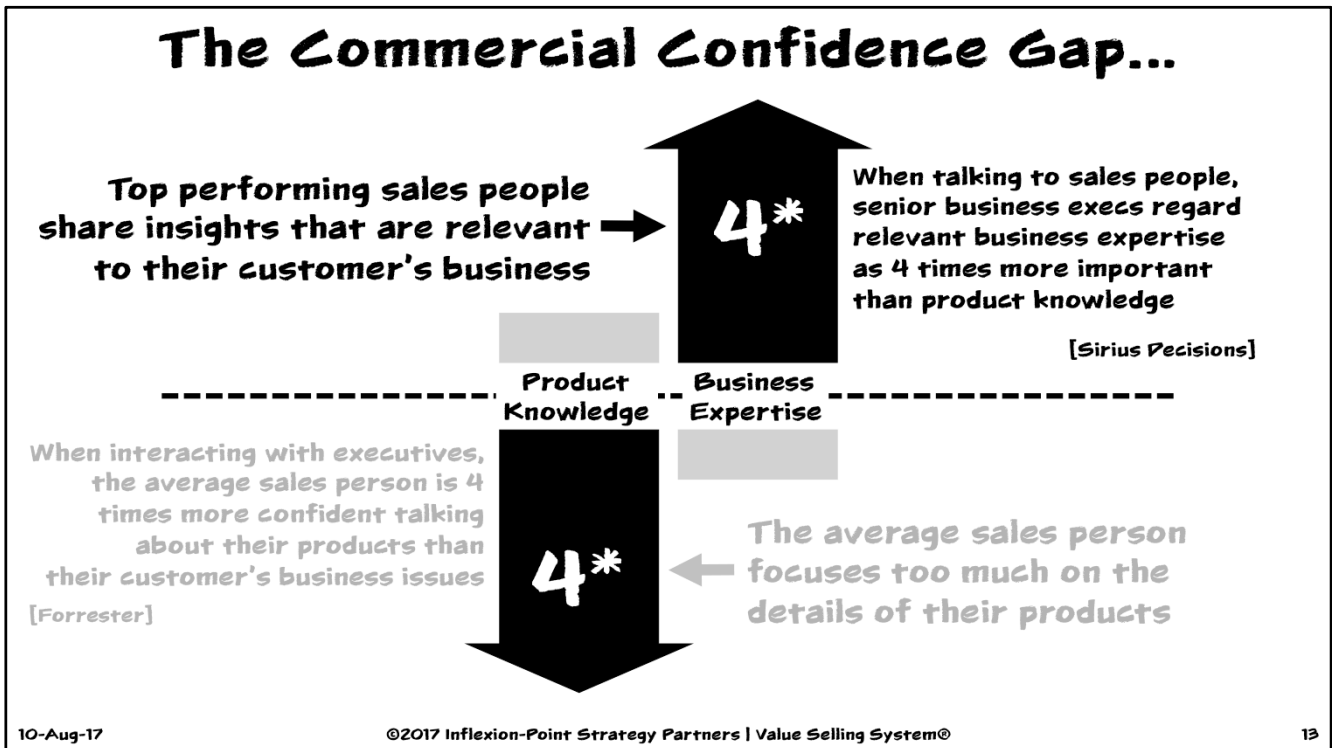 The Commercial Confidence Gap...
Top performing sales people
share insights that are relevant
to their customer's business
4*
When talking to sales people,
senior business execs regard
relevant business expertise
as 4 times more important
than product knowledge
[Sirius Decisions]
Product
Knowledge
Business
Expertise
When interacting with executives,
the average sales person is 4
times more confident talking
about their products than
their customer's business issues
[Forrester]
4*
The average sales person
focuses too much on the
details of their products
10-Aug-17
©2017 Inflexion-Point Strategy Partners | Value Selling System®
13